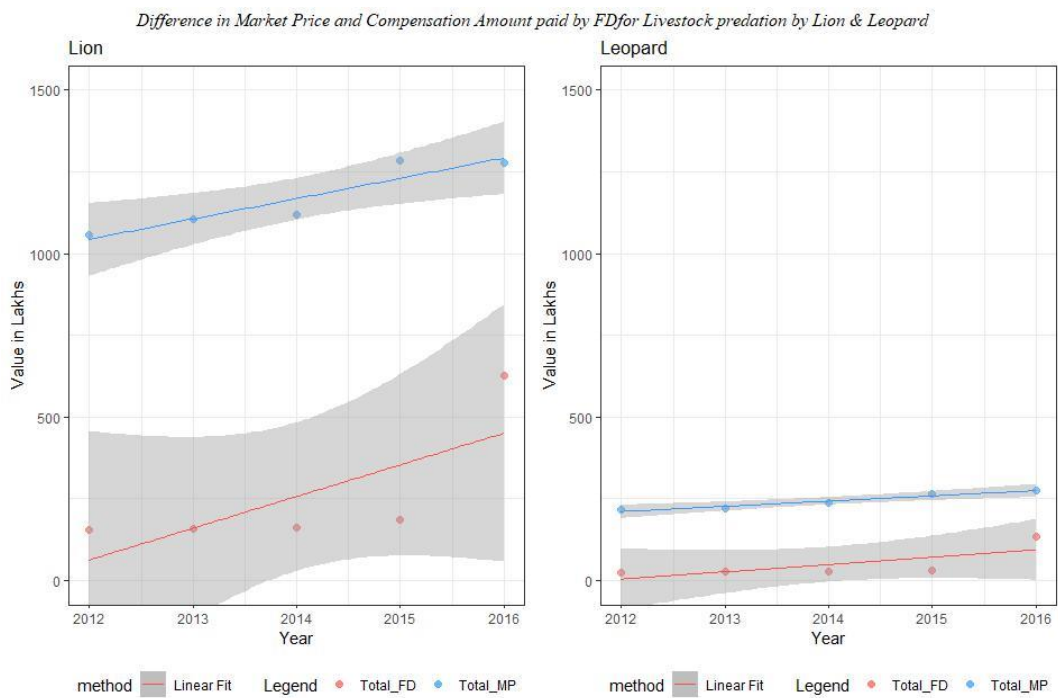 Difference in Market Price and Compensation Amount paid by FDfor Livestock predation by Lion & Leopard
Lion
Value in Lakhs
1500
1000
500
0
2012 2013 2014 2015 2016
Year
method Linear Fit Legend Total_FD Total_MP
Leopard
Value in Lakhs
1500
1000
500
0
2012 2013 2014 2015 2016
Year
method Linear Fit Legend Total_FD Total_MP